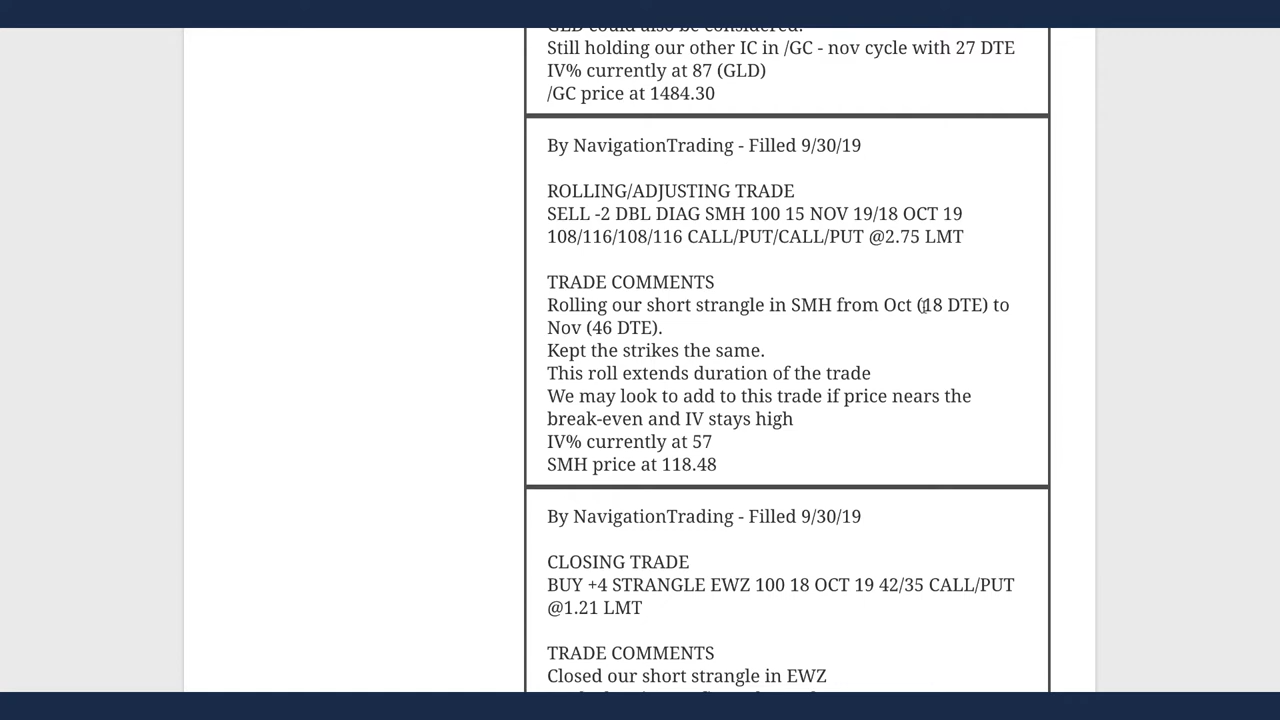 GLD could also be considered.
Still holding our other IC in /GC - nov cycle with 27 DTE
IV% currently at 87 (GLD)
/GC price at 1484.30
By NavigationTrading - Filled 9/30/19
ROLLING/ADJUSTING TRADE
SELL -2 DBL DIAG SMH 100 15 NOV 19/18 OCT 19
108/116/108/116 CALL/PUT/CALL/PUT @2.75 LMT
TRADE COMMENTS
Rolling our short strangle in SMH from Oct (18 DTE) to
Nov (46 DTE).
Kept the strikes the same.
This roll extends duration of the trade
We may look to add to this trade if price nears the
break-even and IV stays high
IV% currently at 57
SMH price at 118.48
By NavigationTrading - Filled 9/30/19
CLOSING TRADE
BUY +4 STRANGLE EWZ 100 18 OCT 19 42/35 CALL/PUT
@1.21 LMT
TRADE COMMENTS
Closed our short strangle in EWZ